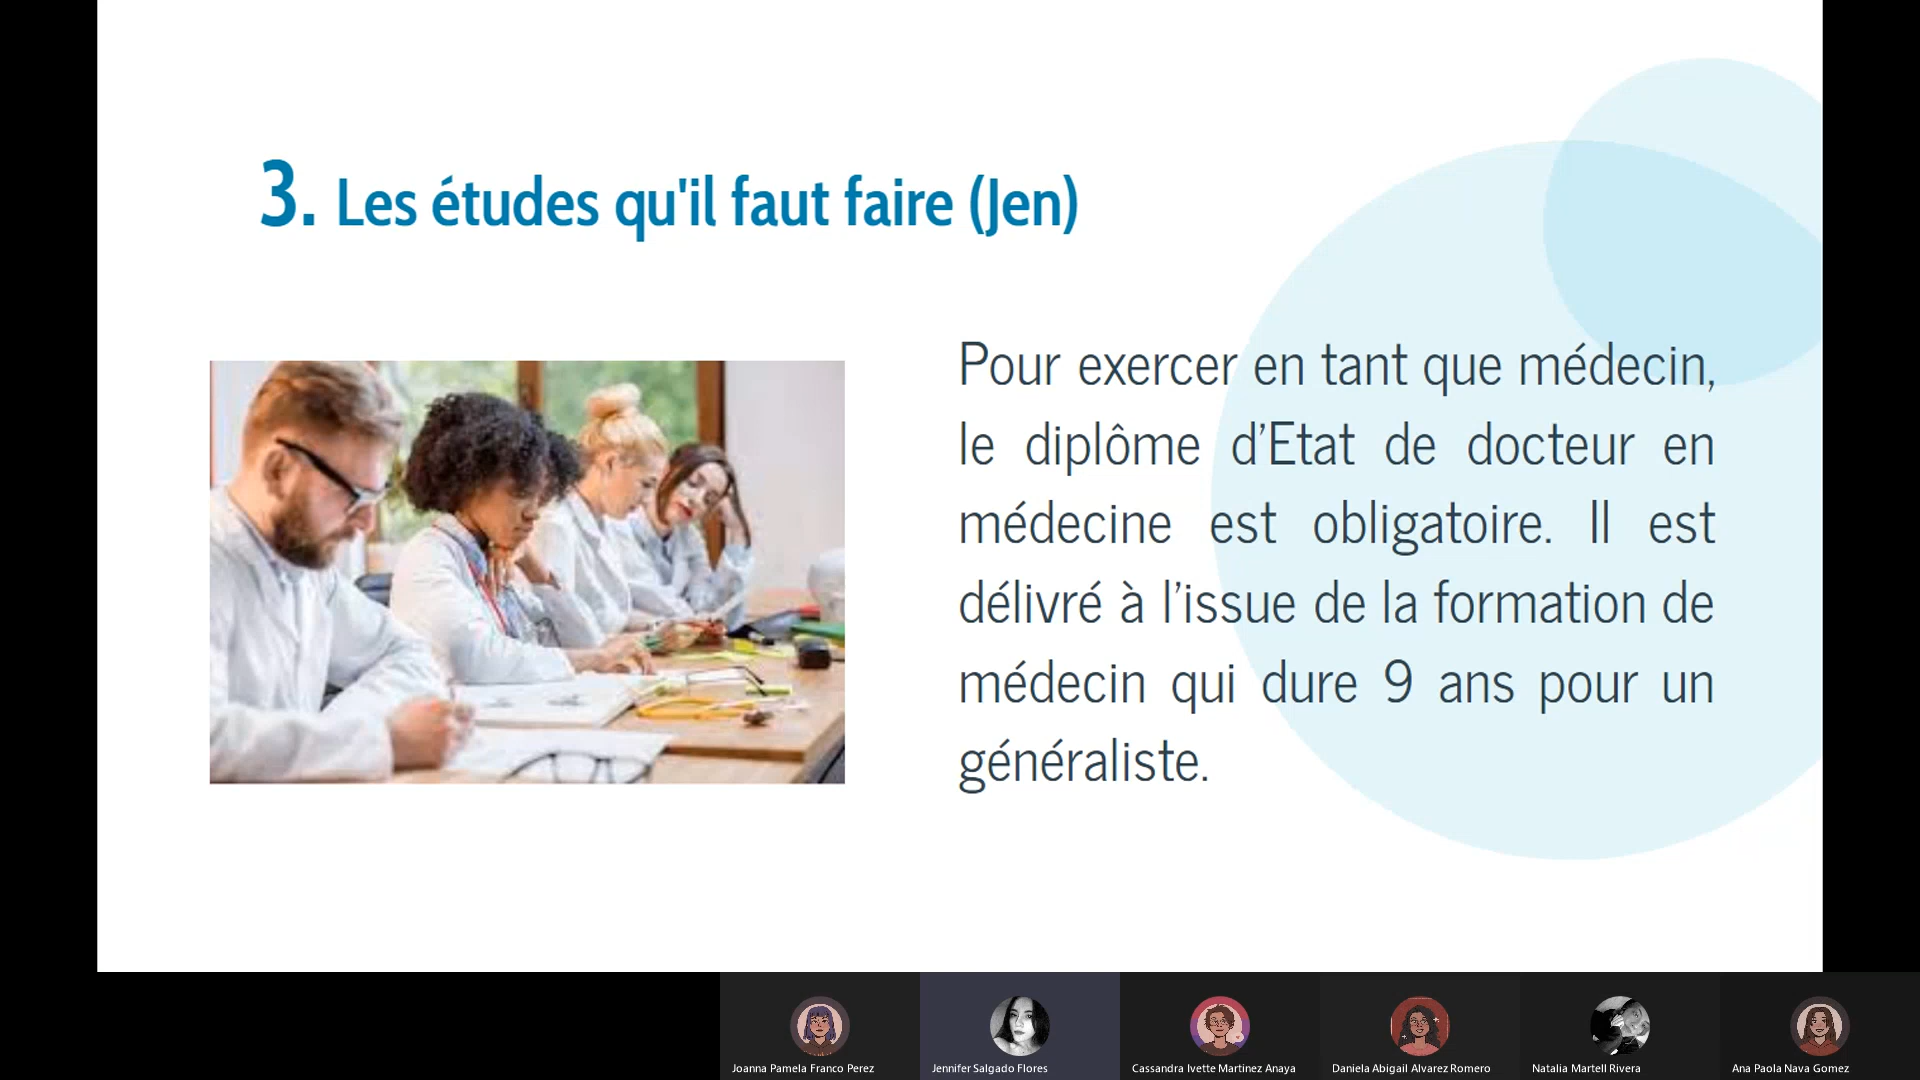 3. Les études qu'il faut faire (Jen)
Pour exercer en tant que médecin,
le diplôme d’Etat de docteur en
médecine est obligatoire. Il est
délivré à l’issue de la formation de
médecin qui dure 9 ans pour un
généraliste.
Joanna Pamela Franco Perez
Jennifer Salgado Flores
Cassandra Ivette Martinez Anaya
Daniela Abigail Alvarez Romero
Natalia Martell Rivera
Ana Paola Nava Gomez